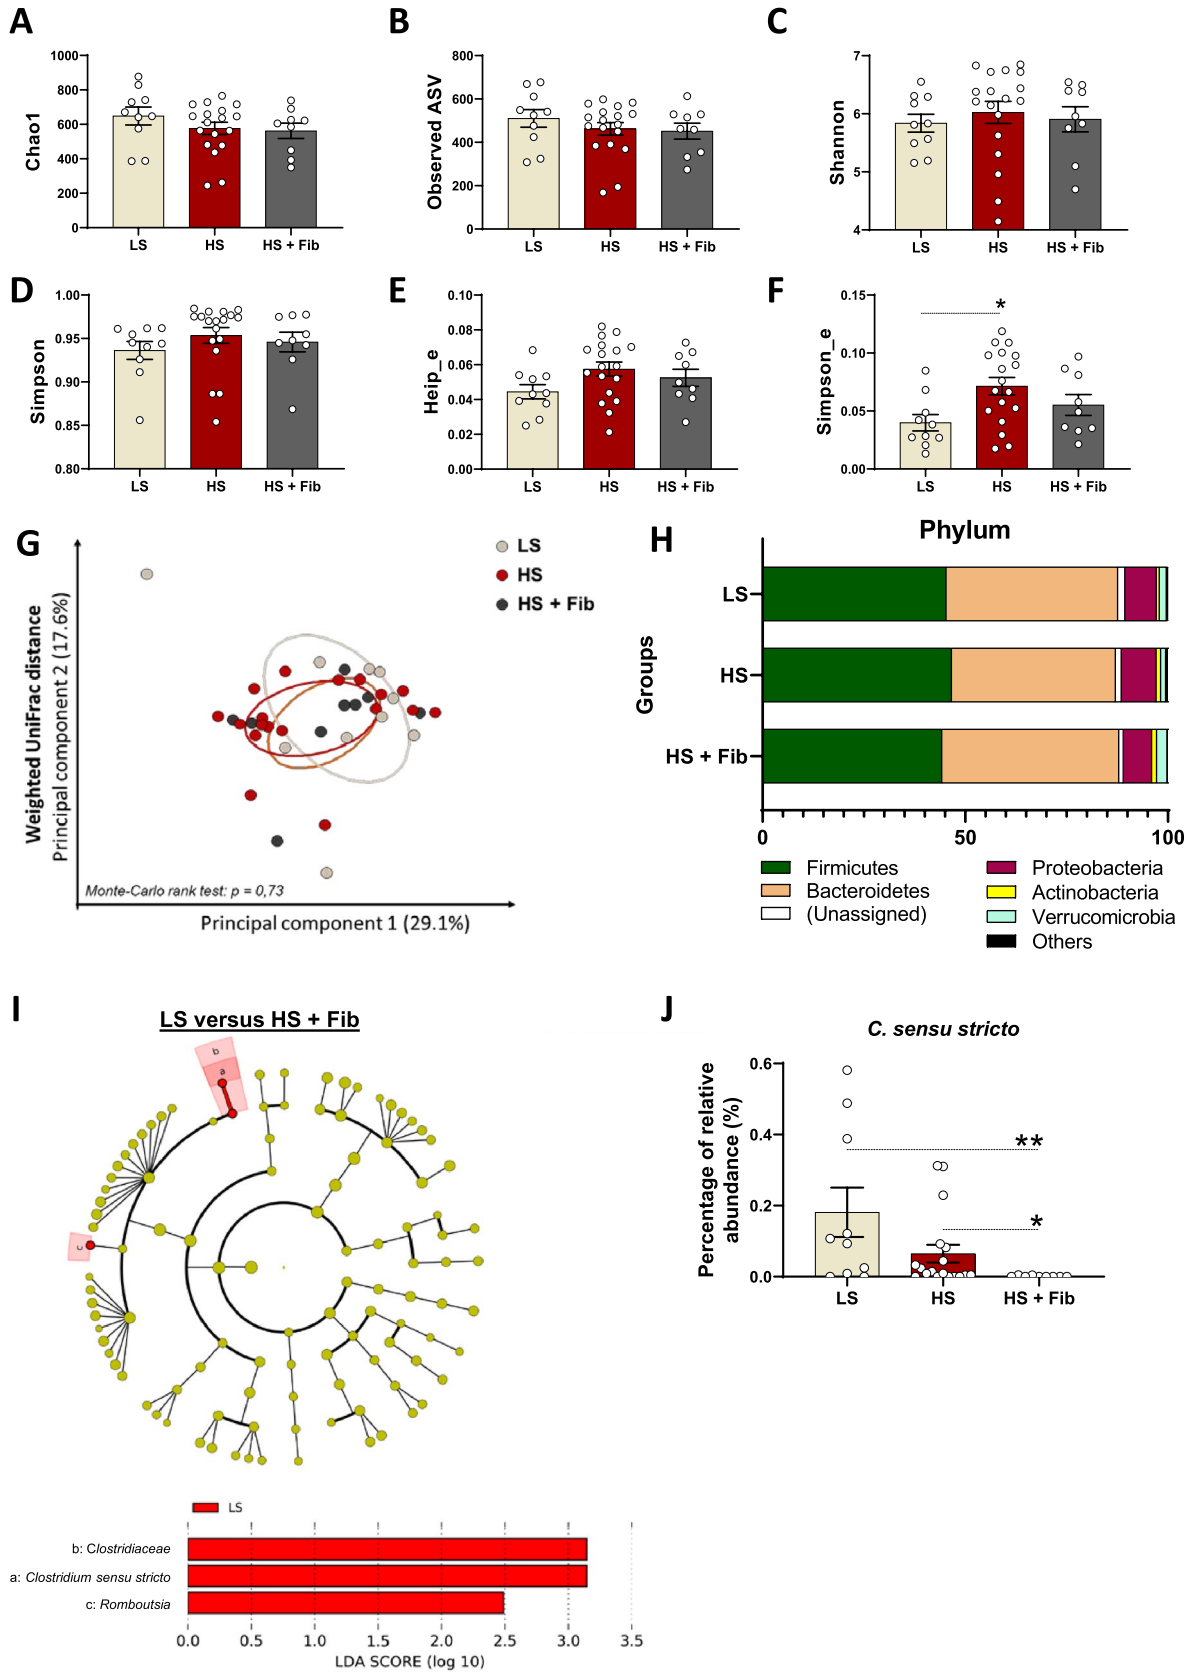 A
B
C
1000
800
600
400
200
0
Chao1
LS
HS
HS + Fib
800
600
400
200
0
Observed ASV
LS
HS
HS + Fib
7
6
5
4
Shannon
LS
HS
HS + Fib
D
E
F
1.00
0.95
0.90
0.85
0.80
Simpson
LS
HS
HS + Fib
0.10
0.08
0.06
0.04
0.02
0.00
Heip_e
LS
HS
HS + Fib
0.15
0.10
0.05
0.00
Simpson_e
*
LS
HS
HS + Fib
G
LS
HS
HS + Fib
Weighted UniFrac distance
Principal component 2 (17.6%)
Monte-Carlo rank test: p = 0,73
Principal component 1 (29.1%)
H
Phylum
Groups
LS
HS
HS + Fib
0
50
100
Firmicutes
Bacteroidetes
(Unassigned)
Proteobacteria
Actinobacteria
Verrucomicrobia
Others
I
LS versus HS + Fib
b
a
c
LS
b: Clostridiaceae
a: Clostridium sensu stricto
c: Romboutsia
0.0
0.5
1.0
1.5
2.0
2.5
3.0
3.5
LDA SCORE (log 10)
J
C. sensu stricto
Percentage of relative
abundance (%)
0.6
0.4
0.2
0.0
**
*
LS
HS
HS + Fib